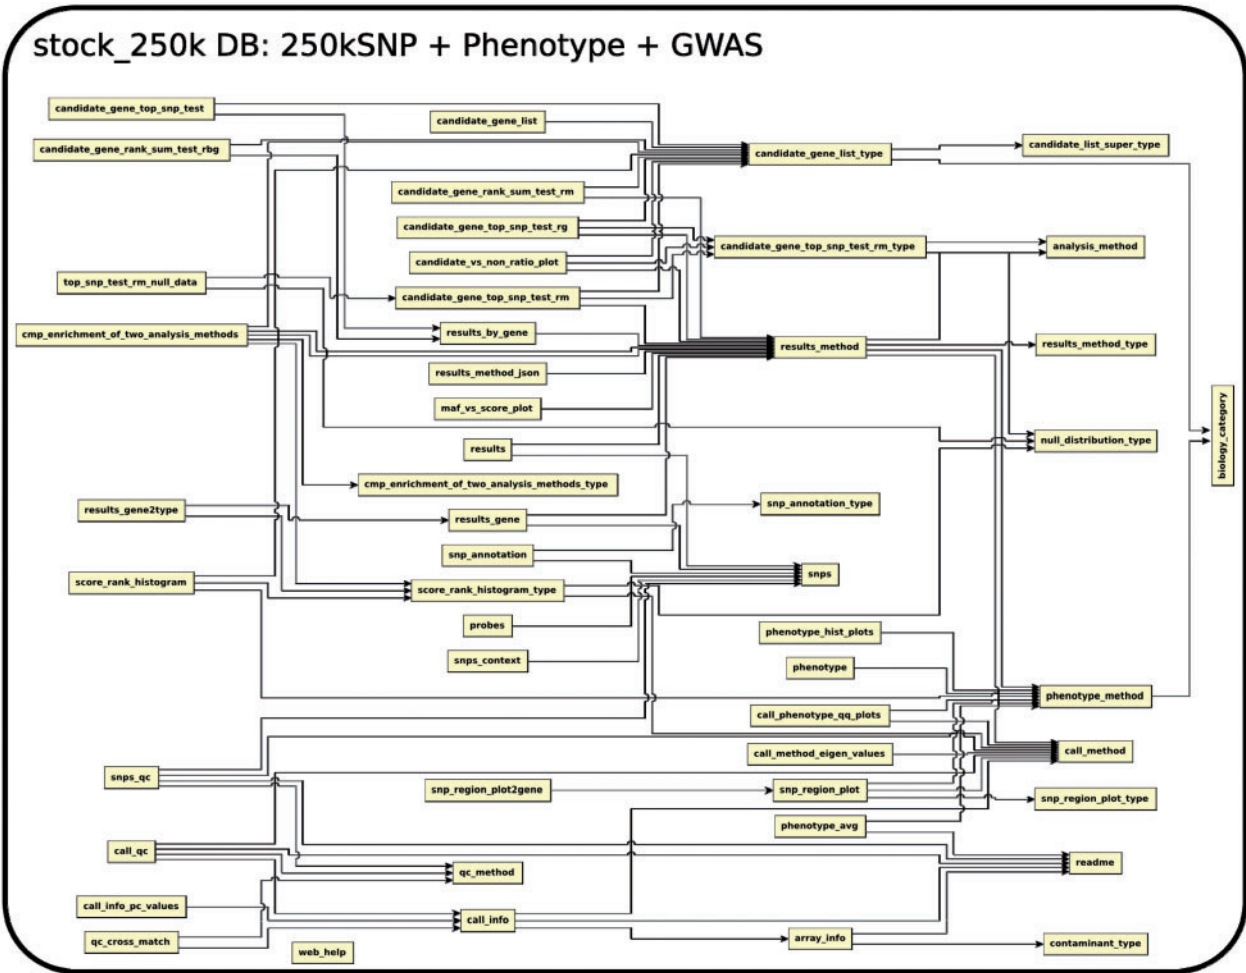 stock_250k DB: 250kSNP + Phenotype + GWAS
candidate_gene_top_snp_test
candidate_gene_list
candidate_gene_rank_sum_test_rbg
candidate_gene_list_type
candidate_list_super_type
candidate_gene_rank_sum_test_rm
candidate_gene_top_snp_test_rg
candidate_gene_top_snp_test_rm_type
analysis_method
candidate_vs_non_ratio_plot
top_snp_test_rm_null_data
candidate_gene_top_snp_test_rm
cmp_enrichment_of_two_analysis_methods
results_by_gene
results_method
results_method_type
results_method_json
maf_vs_score_plot
biology_category
results
null_distribution_type
cmp_enrichment_of_two_analysis_methods_type
results_gene2type
results_gene
snp_annotation_type
snp_annotation
score_rank_histogram
score_rank_histogram_type
snps
probes
phenotype_hist_plots
snps_context
phenotype
phenotype_method
call_phenotype_qq_plots
call_method_eigen_values
call_method
snps_qc
snp_region_plot2gene
snp_region_plot
snp_region_plot_type
phenotype_avg
call_qc
qc_method
readme
call_info_pc_values
call_info
qc_cross_match
web_help
array_info
contaminant_type